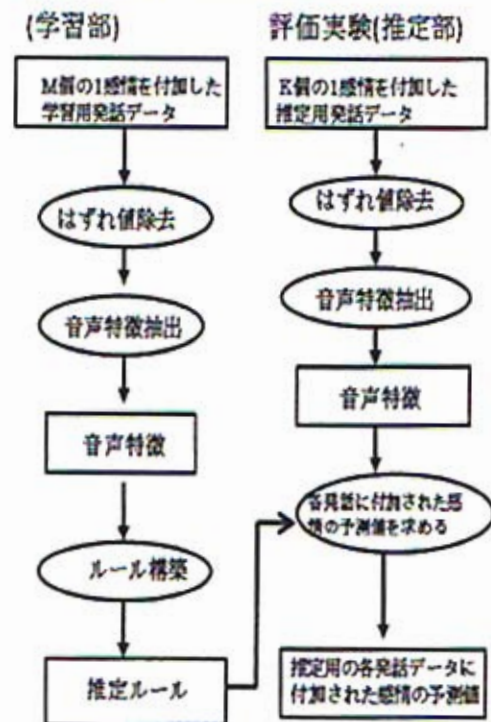 (学習部)
M個の1感情を付加した
学習用発話データ
はずれ値除去
音声特徴抽出
音声特徴
ルール構築
推定ルール
評価実験(推定部)
K個の1感情を付加した
推定用発話データ
はずれ値除去
音声特徴抽出
音声特徴
各発話に付加された感
情の予測値を求める
推定用の各発話データに
付加された感情の予測値